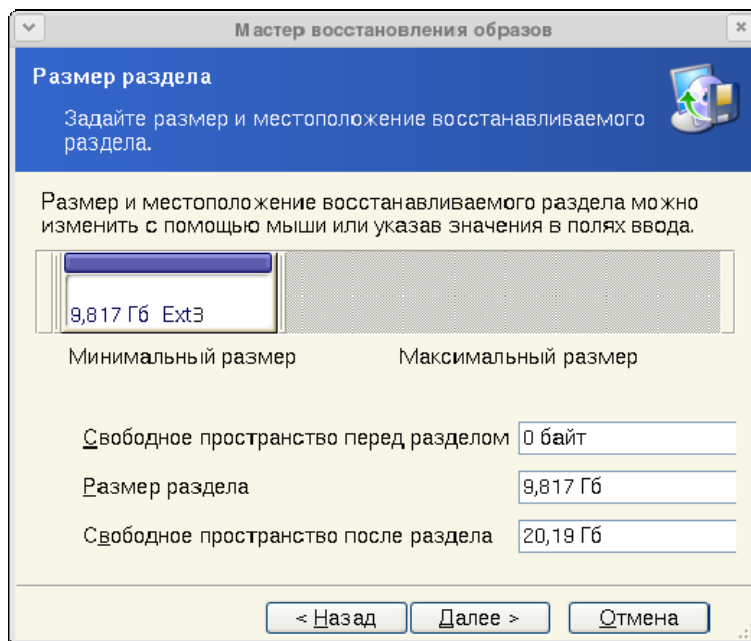 Мастер восстановления образов
Размер раздела
Задайте размер и местоположение восстанавливаемого
раздела.
Размер и местоположение восстанавливаемого раздела можно
изменить с помощью мыши или указав значения в полях ввода.
9,817 Гб Ext3
Минимальный размер Максимальный размер
Свободное пространство перед разделом 0 байт
Размер раздела 9,817 Гб
Свободное пространство после раздела 20,19 Гб
< Назад Далее > Отмена